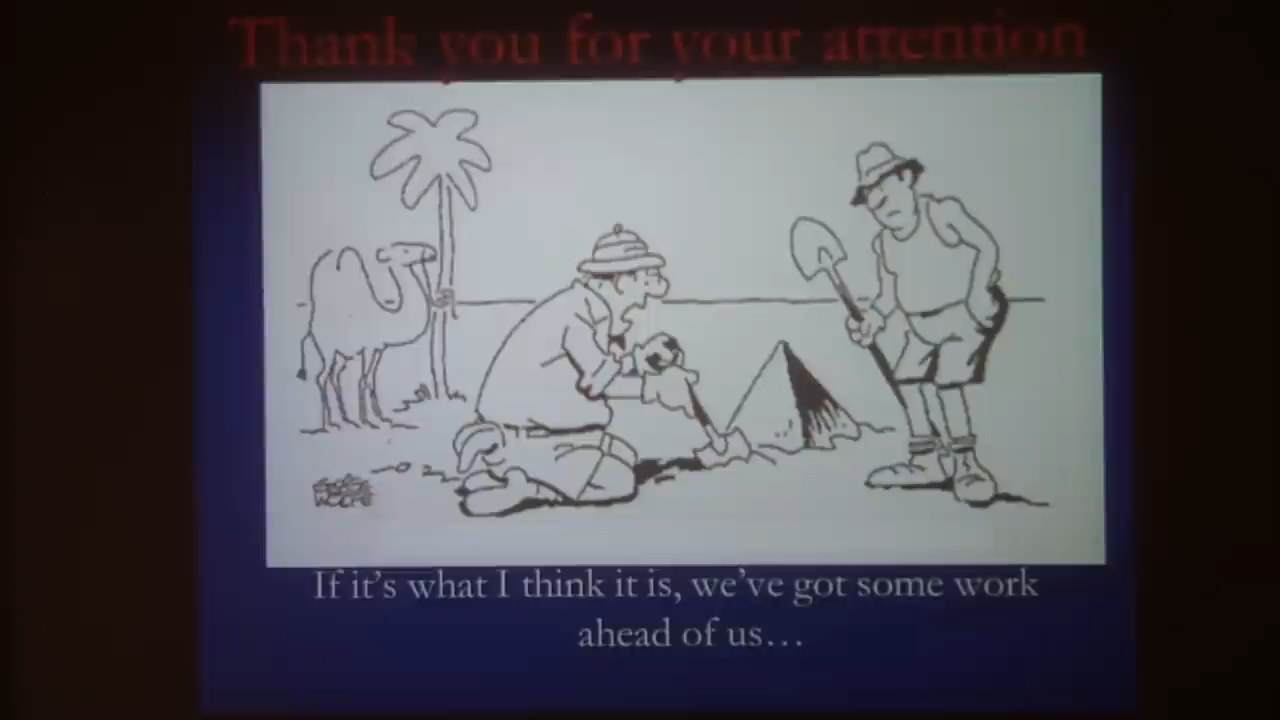 Thank you for your attention
If it's what I think it is, we've got some work
ahead of us…